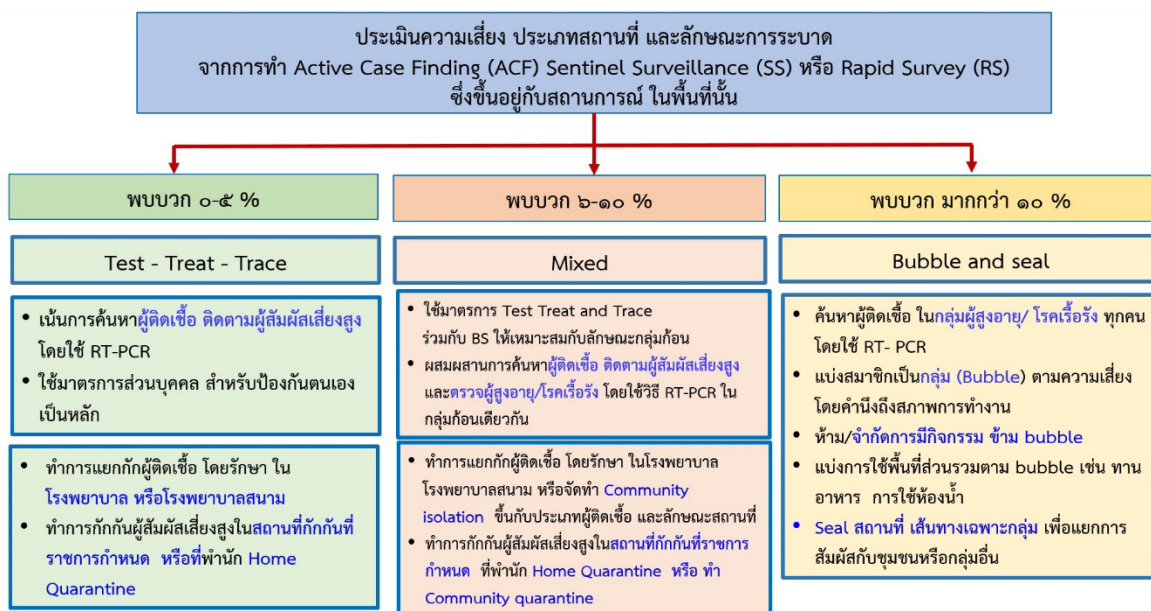 ประเมินความเสี่ยง ประเภทสถานที่ และลักษณะการระบาด
จากการทำ Active Case Finding (ACF) Sentinel Surveillance (SS) หรือ Rapid Survey (RS)
ซึ่งขึ้นอยู่กับสถานการณ์ ในพื้นที่นั้น
พบบวก ๐-๕ %
Test - Treat - Trace
• เน้นการค้นหาผู้ติดเชื้อ ติดตามผู้สัมผัสเสี่ยงสูง
โดยใช้ RT-PCR
• ใช้มาตรการส่วนบุคคล สำหรับป้องกันตนเอง
เป็นหลัก
• ทำการแยกกักผู้ติดเชื้อ โดยรักษา ใน
โรงพยาบาล หรือโรงพยาบาลสนาม
• ทำการกักกันผู้สัมผัสเสี่ยงสูงในสถานที่กักกันที่
ราชการกำหนด หรือที่พำนัก Home
Quarantine
พบบวก ๖-๑๐ %
Mixed
• ใช้มาตรการ Test Treat and Trace
ร่วมกับ BS ให้เหมาะสมกับลักษณะกลุ่มก้อน
• ผสมผสานการค้นหาผู้ติดเชื้อ ติดตามผู้สัมผัสเสี่ยงสูง
และตรวจผู้สูงอายุ/โรคเรื้อรัง โดยใช้วิธี RT-PCR ใน
กลุ่มก้อนเดียวกัน
• ทำการแยกกักผู้ติดเชื้อ โดยรักษา ในโรงพยาบาล
โรงพยาบาลสนาม หรือจัดทำ Community
isolation ขึ้นกับประเภทผู้ติดเชื้อ และลักษณะสถานที่
• ทำการกักกันผู้สัมผัสเสี่ยงสูงในสถานที่กักกันที่ราชการ
กำหนด ที่พำนัก Home Quarantine หรือ ทำ
Community quarantine
พบบวก มากกว่า ๑๐ %
Bubble and seal
• ค้นหาผู้ติดเชื้อ ในกลุ่มผู้สูงอายุ/ โรคเรื้อรัง ทุกคน
โดยใช้ RT- PCR
• แบ่งสมาชิกเป็นกลุ่ม (Bubble) ตามความเสี่ยง
โดยคำนึงถึงสภาพการทำงาน
• ห้าม/จำกัดการมีกิจกรรม ข้าม bubble
• แบ่งการใช้พื้นที่ส่วนรวมตาม bubble เช่น ทาน
อาหาร การใช้ห้องน้ำ
• Seal สถานที่ เส้นทางเฉพาะกลุ่ม เพื่อแยกการ
สัมผัสกับชุมชนหรือกลุ่มอื่น